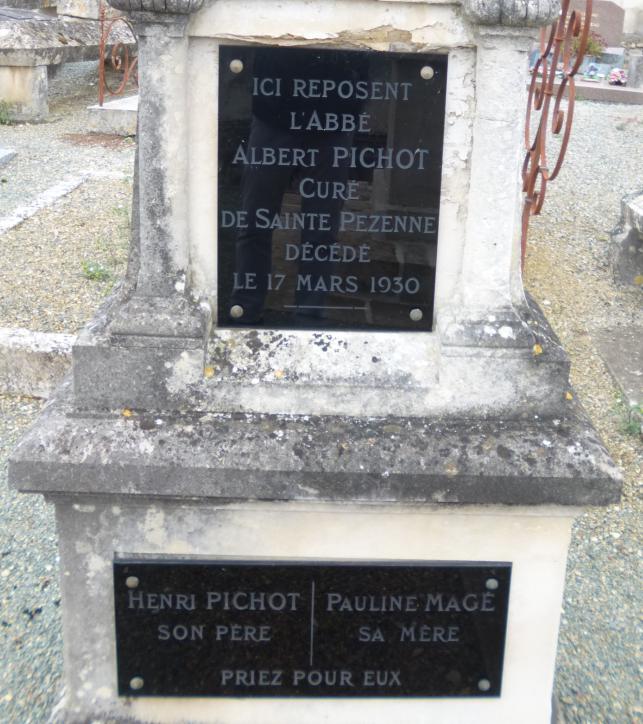 ICI REPOSENT
L'ABBÉ
ALBERT PICHOT
CURÉ
DE SAINTE PEZENNE
DÉCÉDÉ
LE 17 MARS 1930
HENRI PICHOT
SON PÈRE
PAULINE MAGÉ
SA MÈRE
PRIEZ POUR EUX